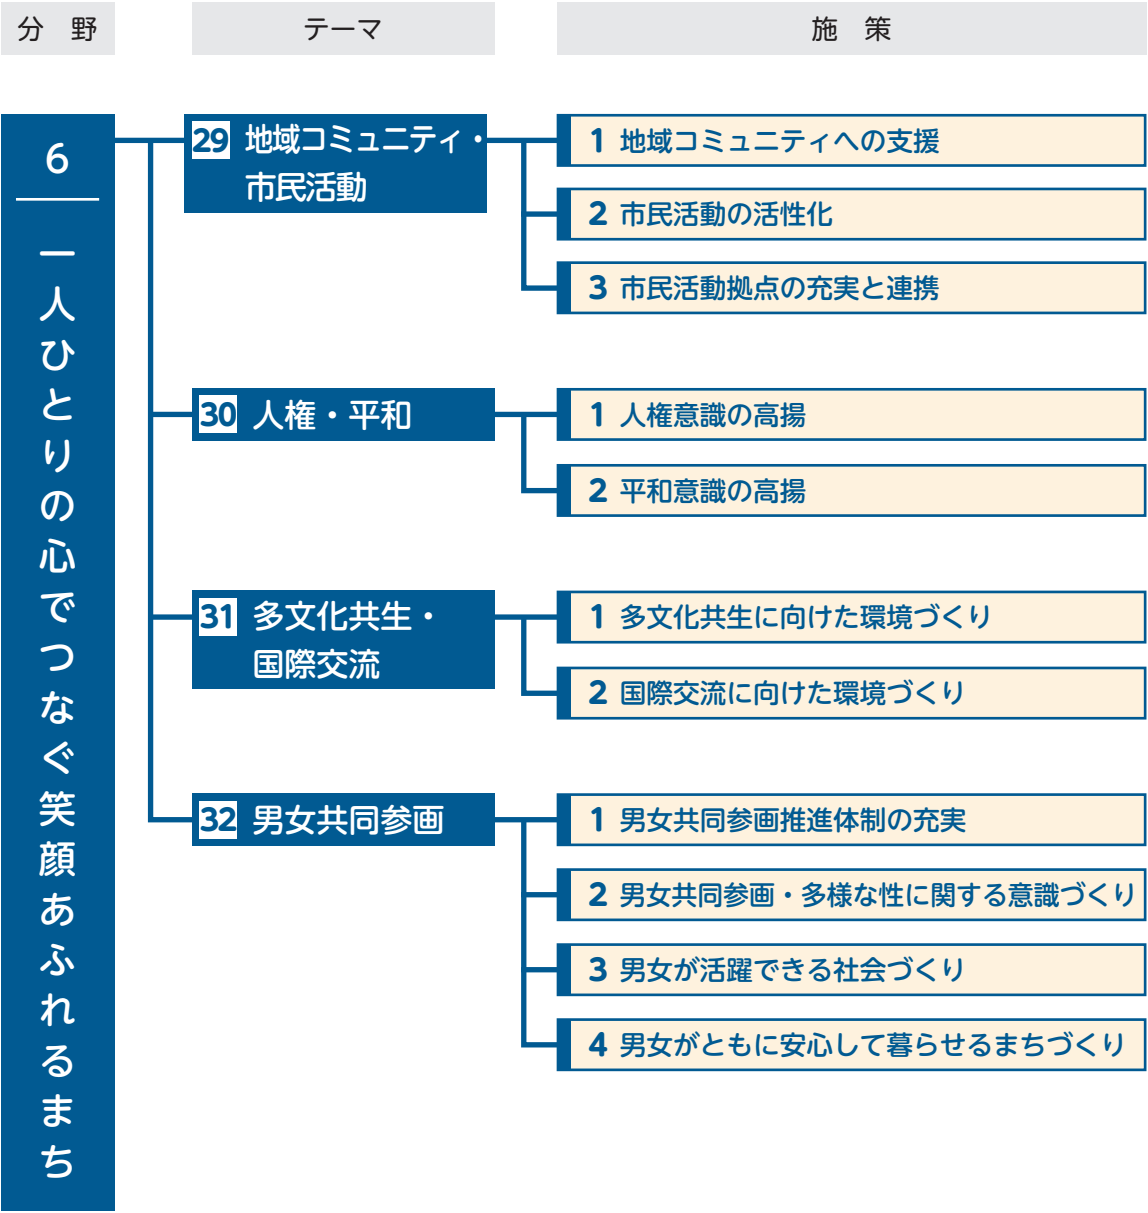 分　野
テーマ
施　策
6
一人ひとりの心でつなぐ笑顔あふれるまち
29 地域コミュニティ・
市民活動
1 地域コミュニティへの支援
2 市民活動の活性化
3 市民活動拠点の充実と連携
30 人権・平和
1 人権意識の高揚
2 平和意識の高揚
31 多文化共生・
国際交流
1 多文化共生に向けた環境づくり
2 国際交流に向けた環境づくり
32 男女共同参画
1 男女共同参画推進体制の充実
2 男女共同参画・多様な性に関する意識づくり
3 男女が活躍できる社会づくり
4 男女がともに安心して暮らせるまちづくり